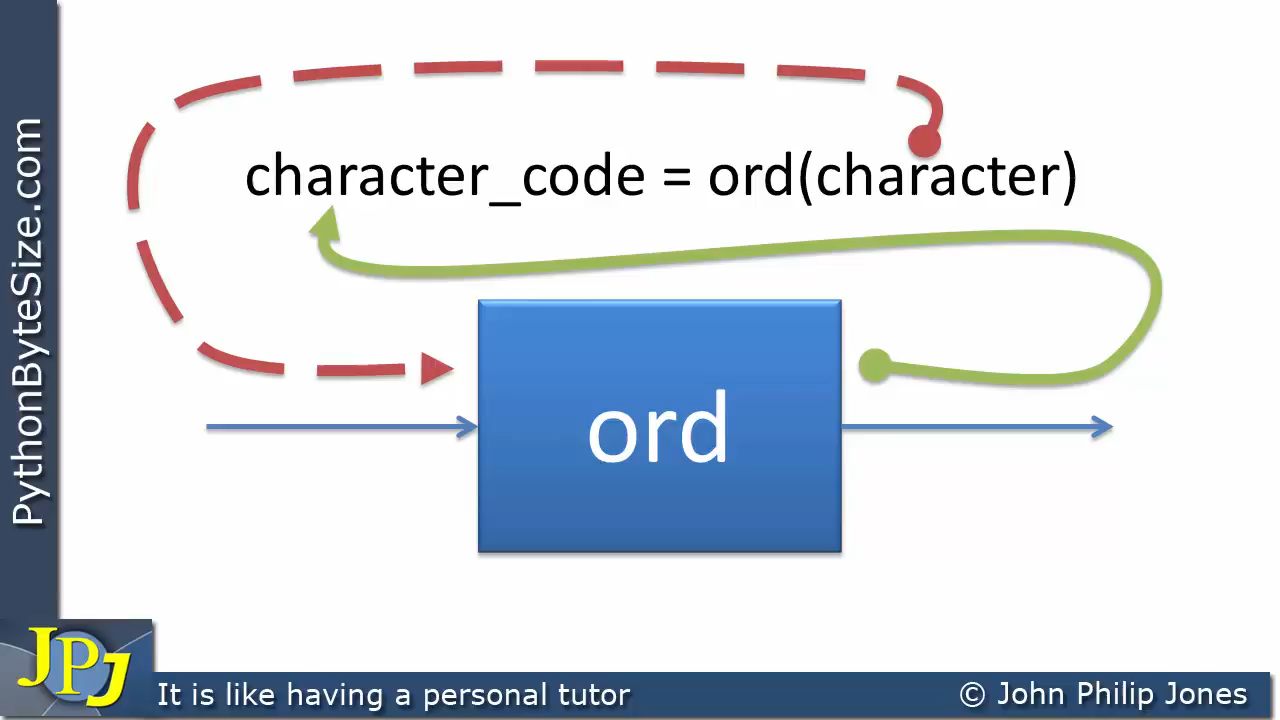 PythonByteSize.com
character_code = ord(character)
ord
JPJ
It is like having a personal tutor
© John Philip Jones